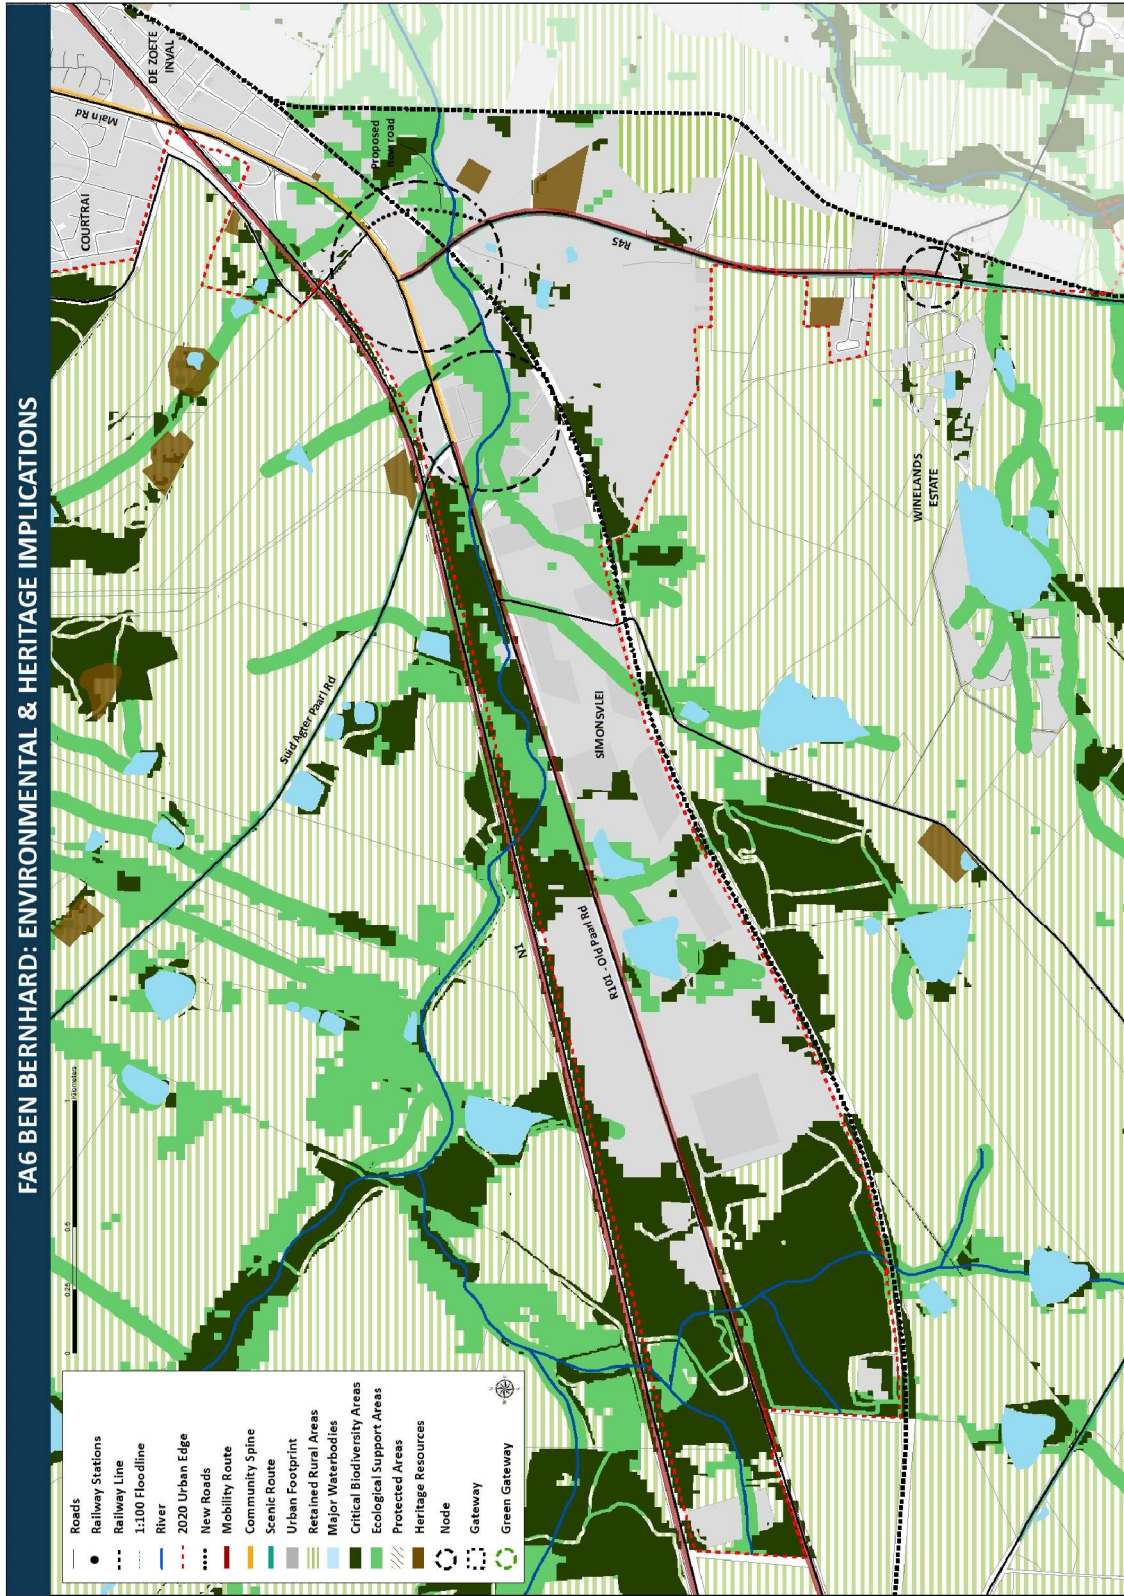 FA6 BEN BERNHARD: ENVIRONMENTAL & HERITAGE IMPLICATIONS
0
0.25
0.5
1
Kilometers
Roads
Railway Stations
Railway Line
1:100 Floodline
River
2020 Urban Edge
New Roads
Mobility Route
Community Spine
Scenic Route
Urban Footprint
Retained Rural Areas
Major Waterbodies
Critical Biodiversity Areas
Ecological Support Areas
Protected Areas
Heritage Resources
Node
Gateway
Green Gateway
Suid Agter Paarl Rd
N1
R101 - Old Paarl Rd
SIMONSVLEI
COURTRAI
Main Rd
DE ZOETE
INVAL
Proposed
new road
R45
WINELANDS
ESTATE